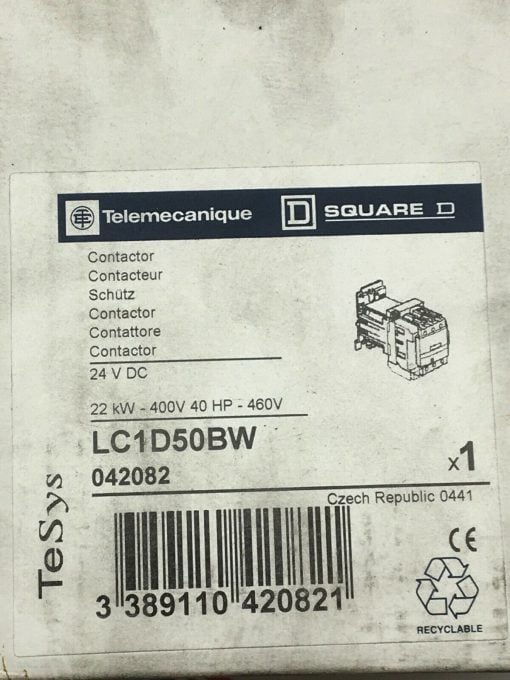 Telemecanique D SQUARE D
Contactor
Contacteur
Schütz
Contactor
Contattore
Contactor
24 V DC
22 kW - 400V 40 HP - 460V
LC1D50BW
042082
x1
Czech Republic 0441
TeSys
CE
3 389110 420821
RECYCLABLE